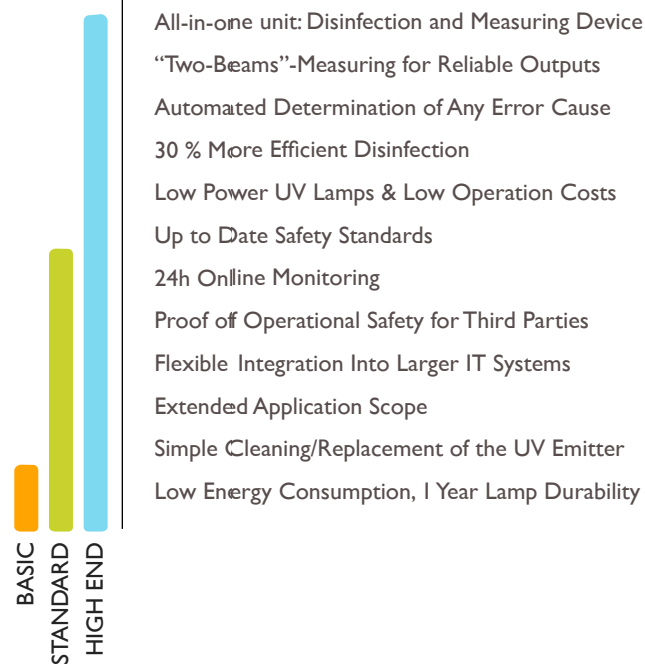 All-in-one unit: Disinfection and Measuring Device
“Two-Beams”-Measuring for Reliable Outputs
Automated Determination of Any Error Cause
30 % More Efficient Disinfection
Low Power UV Lamps & Low Operation Costs
Up to Date Safety Standards
24h Online Monitoring
Proof of Operational Safety for Third Parties
Flexible Integration Into Larger IT Systems
Extended Application Scope
Simple Cleaning/Replacement of the UV Emitter
Low Energy Consumption, 1 Year Lamp Durability
BASIC
STANDARD
HIGH END